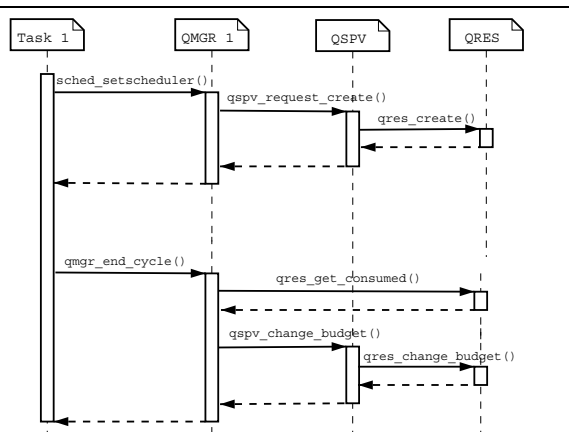 Task 1
QMGR 1
QSPV
QRES
sched_setscheduler()
qspv_request_create()
qres_create()
qmgr_end_cycle()
qres_get_consumed()
qspv_change_budget()
qres_change_budget()